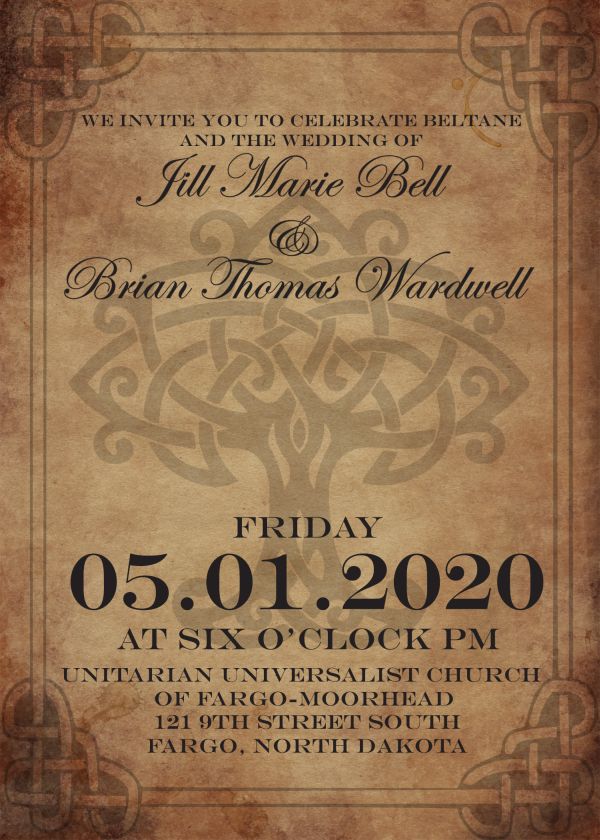 WE INVITE YOU TO CELEBRATE BELTANE
AND THE WEDDING OF
Jill Marie Bell
&
Brian Thomas Wardwell
FRIDAY
05.01.2020
AT SIX O’CLOCK PM
UNITARIAN UNIVERSALIST CHURCH
OF FARGO-MOORHEAD
121 9TH STREET SOUTH
FARGO, NORTH DAKOTA